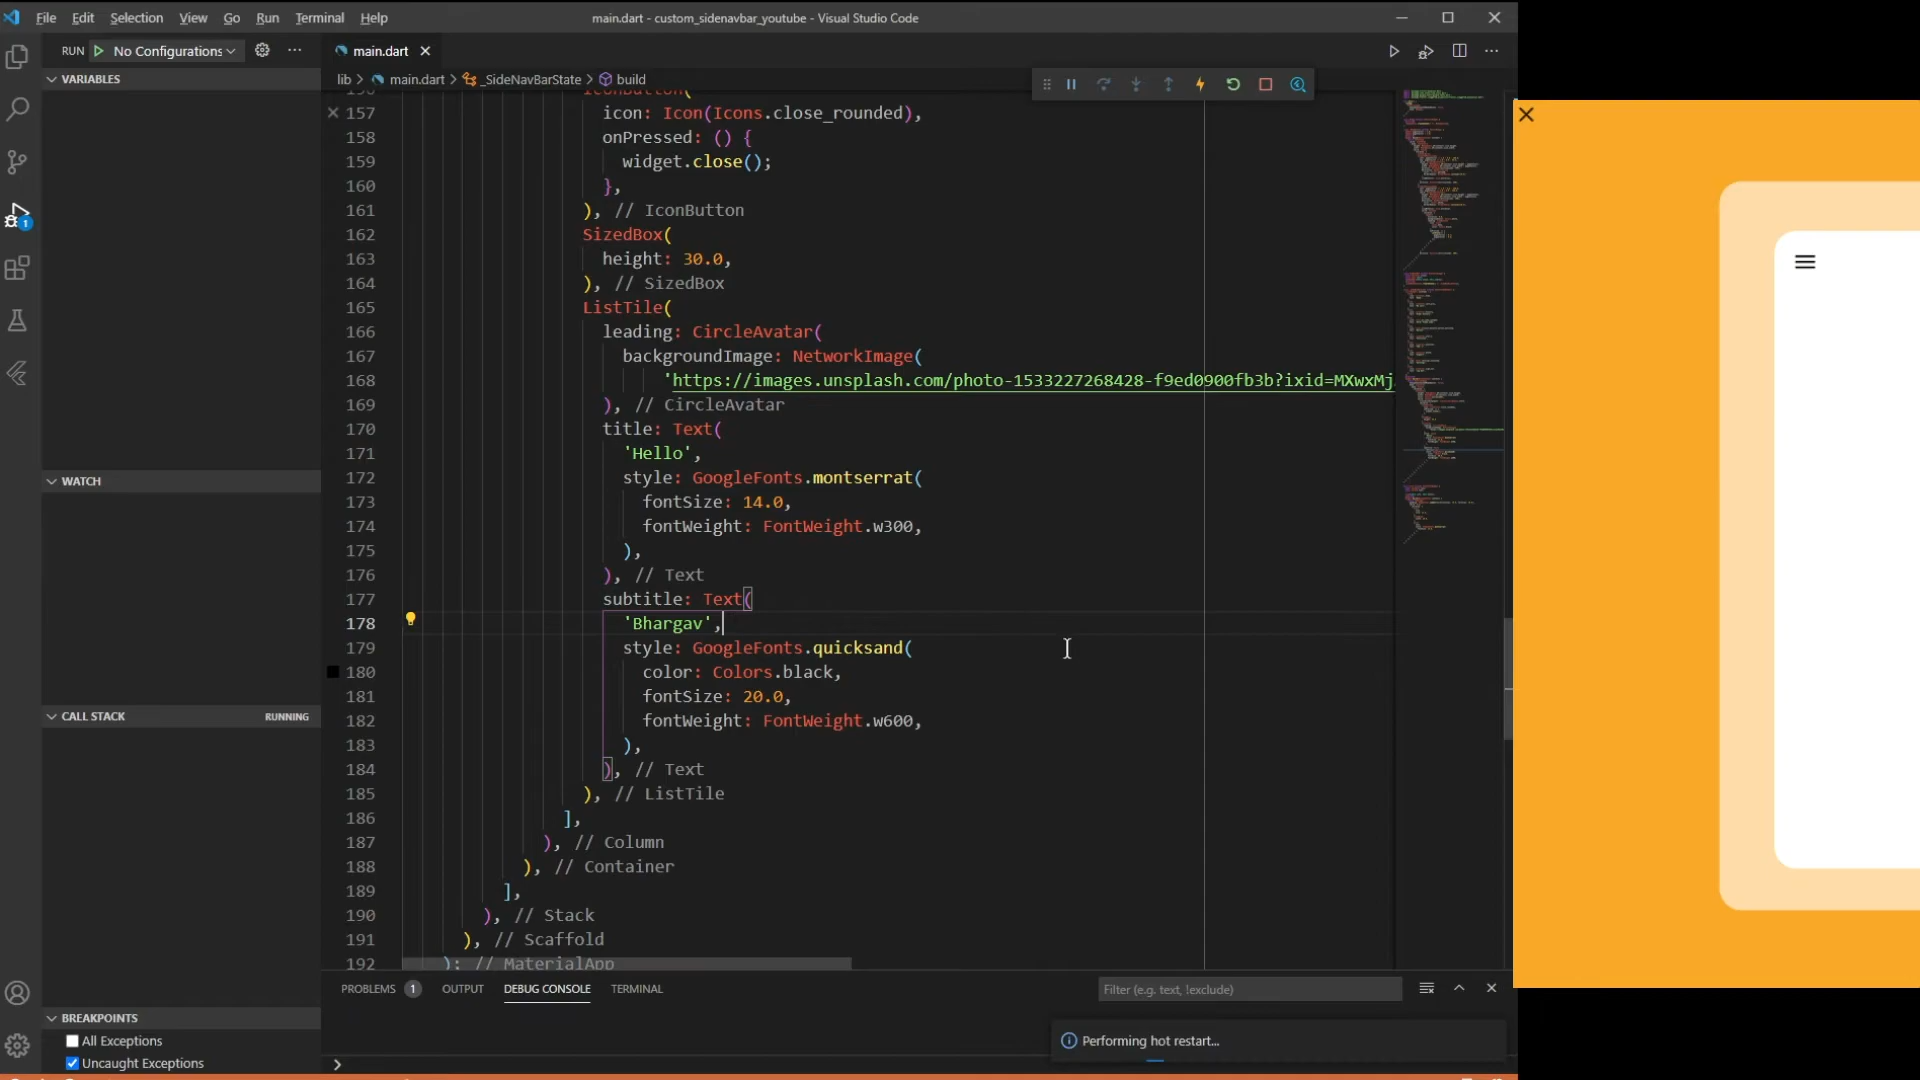 File Edit Selection View Go Run Terminal Help
main.dart - custom_sidenavbar_youtube - Visual Studio Code
RUN No Configurations
main.dart
VARIABLES
lib > main.dart > _SideNavBarState > build
157 icon: Icon(Icons.close_rounded),
158 onPressed: () {
159 widget.close();
160 },
161 ), // IconButton
162 SizedBox(
163 height: 30.0,
164 ), // SizedBox
165 ListTile(
166 leading: CircleAvatar(
167 backgroundImage: NetworkImage(
168 'https://images.unsplash.com/photo-1533227268428-f9ed0900fb3b?ixid=MXwxMj
169 ), // CircleAvatar
170 title: Text(
171 'Hello',
172 style: GoogleFonts.montserrat(
173 fontSize: 14.0,
174 fontWeight: FontWeight.w300,
175 ),
176 ), // Text
177 subtitle: Text(
178 'Bhargav',
179 style: GoogleFonts.quicksand(
180 color: Colors.black,
181 fontSize: 20.0,
182 fontWeight: FontWeight.w600,
183 ),
184 ), // Text
185 ), // ListTile
186 ],
187 ), // Column
188 ), // Container
189 ],
190 ), // Stack
191 ), // Scaffold
192 ); // MaterialApp
WATCH
CALL STACK RUNNING
BREAKPOINTS
All Exceptions
Uncaught Exceptions
1
PROBLEMS 1 OUTPUT DEBUG CONSOLE TERMINAL
Filter (e.g. text, !exclude)
Performing hot restart...